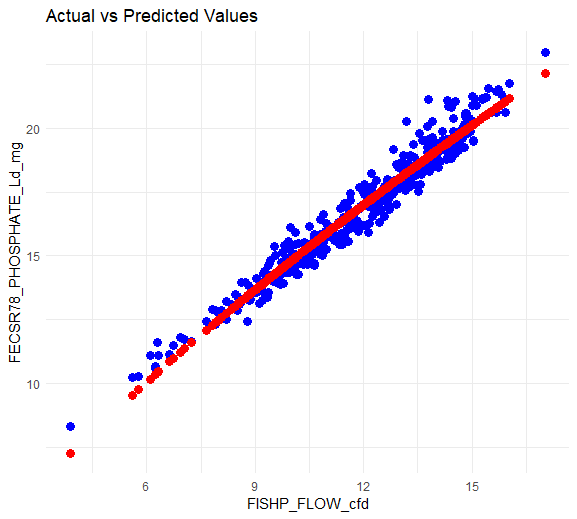 Actual vs Predicted Values
FECSR78_PHOSPHATE_Ld_mg
20
15
10
6
9
12
15
FISHP_FLOW_cfd